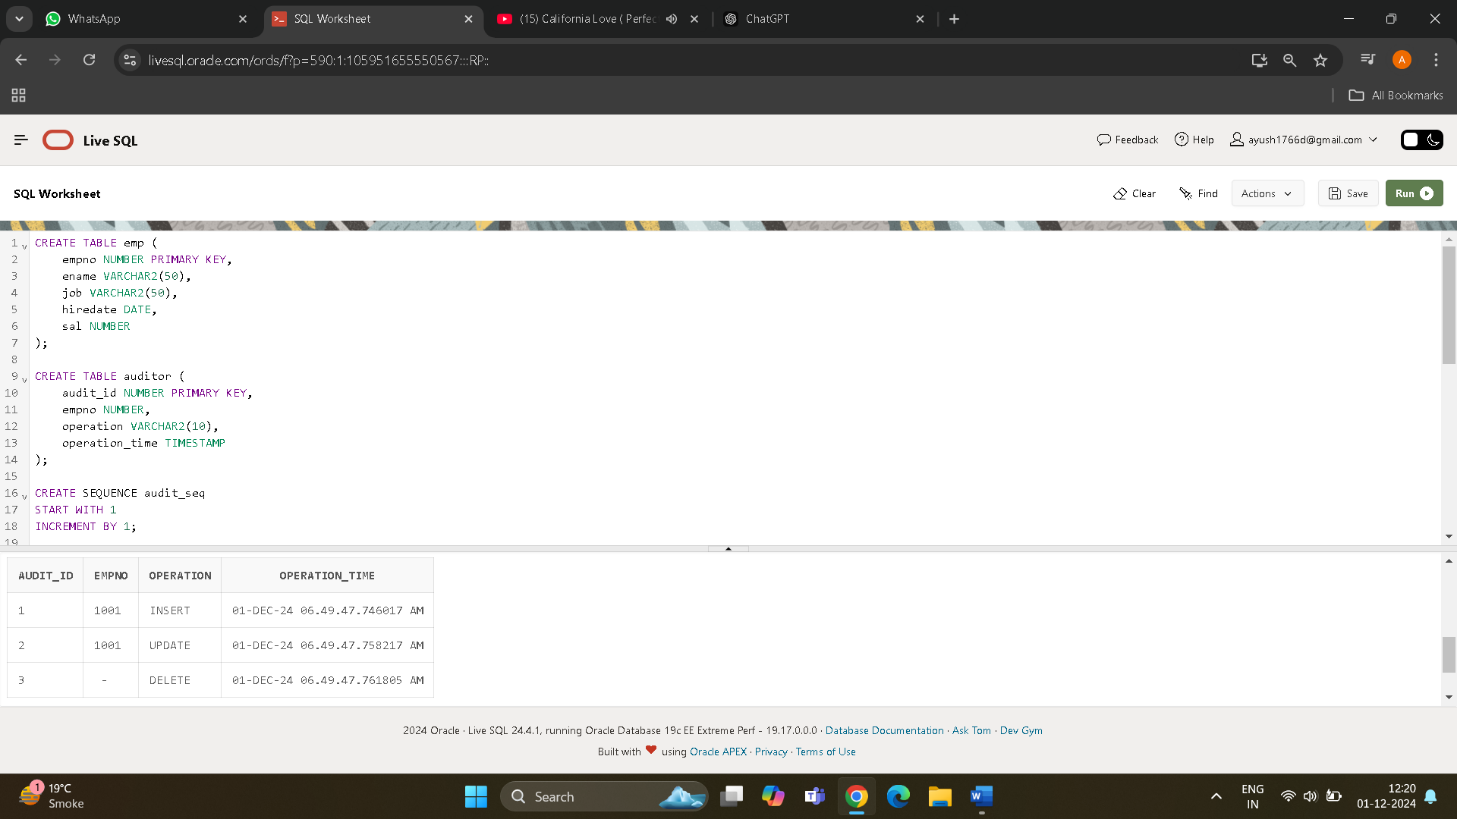 WhatsApp
SQL Worksheet
(15) California Love ( Perfec
ChatGPT
livesql.oracle.com/ords/f?p=590:1:105951655550567:::RP::
All Bookmarks
Live SQL
Feedback
Help
ayush1766d@gmail.com
SQL Worksheet
Clear
Find
Actions
Save
Run
1 CREATE TABLE emp (
2 empno NUMBER PRIMARY KEY,
3 ename VARCHAR2(50),
4 job VARCHAR2(50),
5 hiredate DATE,
6 sal NUMBER
7 );
8
9 CREATE TABLE auditor (
10 audit_id NUMBER PRIMARY KEY,
11 empno NUMBER,
12 operation VARCHAR2(10),
13 operation_time TIMESTAMP
14 );
15
16 CREATE SEQUENCE audit_seq
17 START WITH 1
18 INCREMENT BY 1;
19
AUDIT_ID EMPNO OPERATION OPERATION_TIME
1 1001 INSERT 01-DEC-24 06.49.47.746017 AM
2 1001 UPDATE 01-DEC-24 06.49.47.758217 AM
3 - DELETE 01-DEC-24 06.49.47.761805 AM
2024 Oracle · Live SQL 24.4.1, running Oracle Database 19c EE Extreme Perf - 19.17.0.0.0 · Database Documentation · Ask Tom · Dev Gym
Built with ❤ using Oracle APEX · Privacy · Terms of Use
1
19°C
Smoke
Search
ENG
IN
12:20
01-12-2024